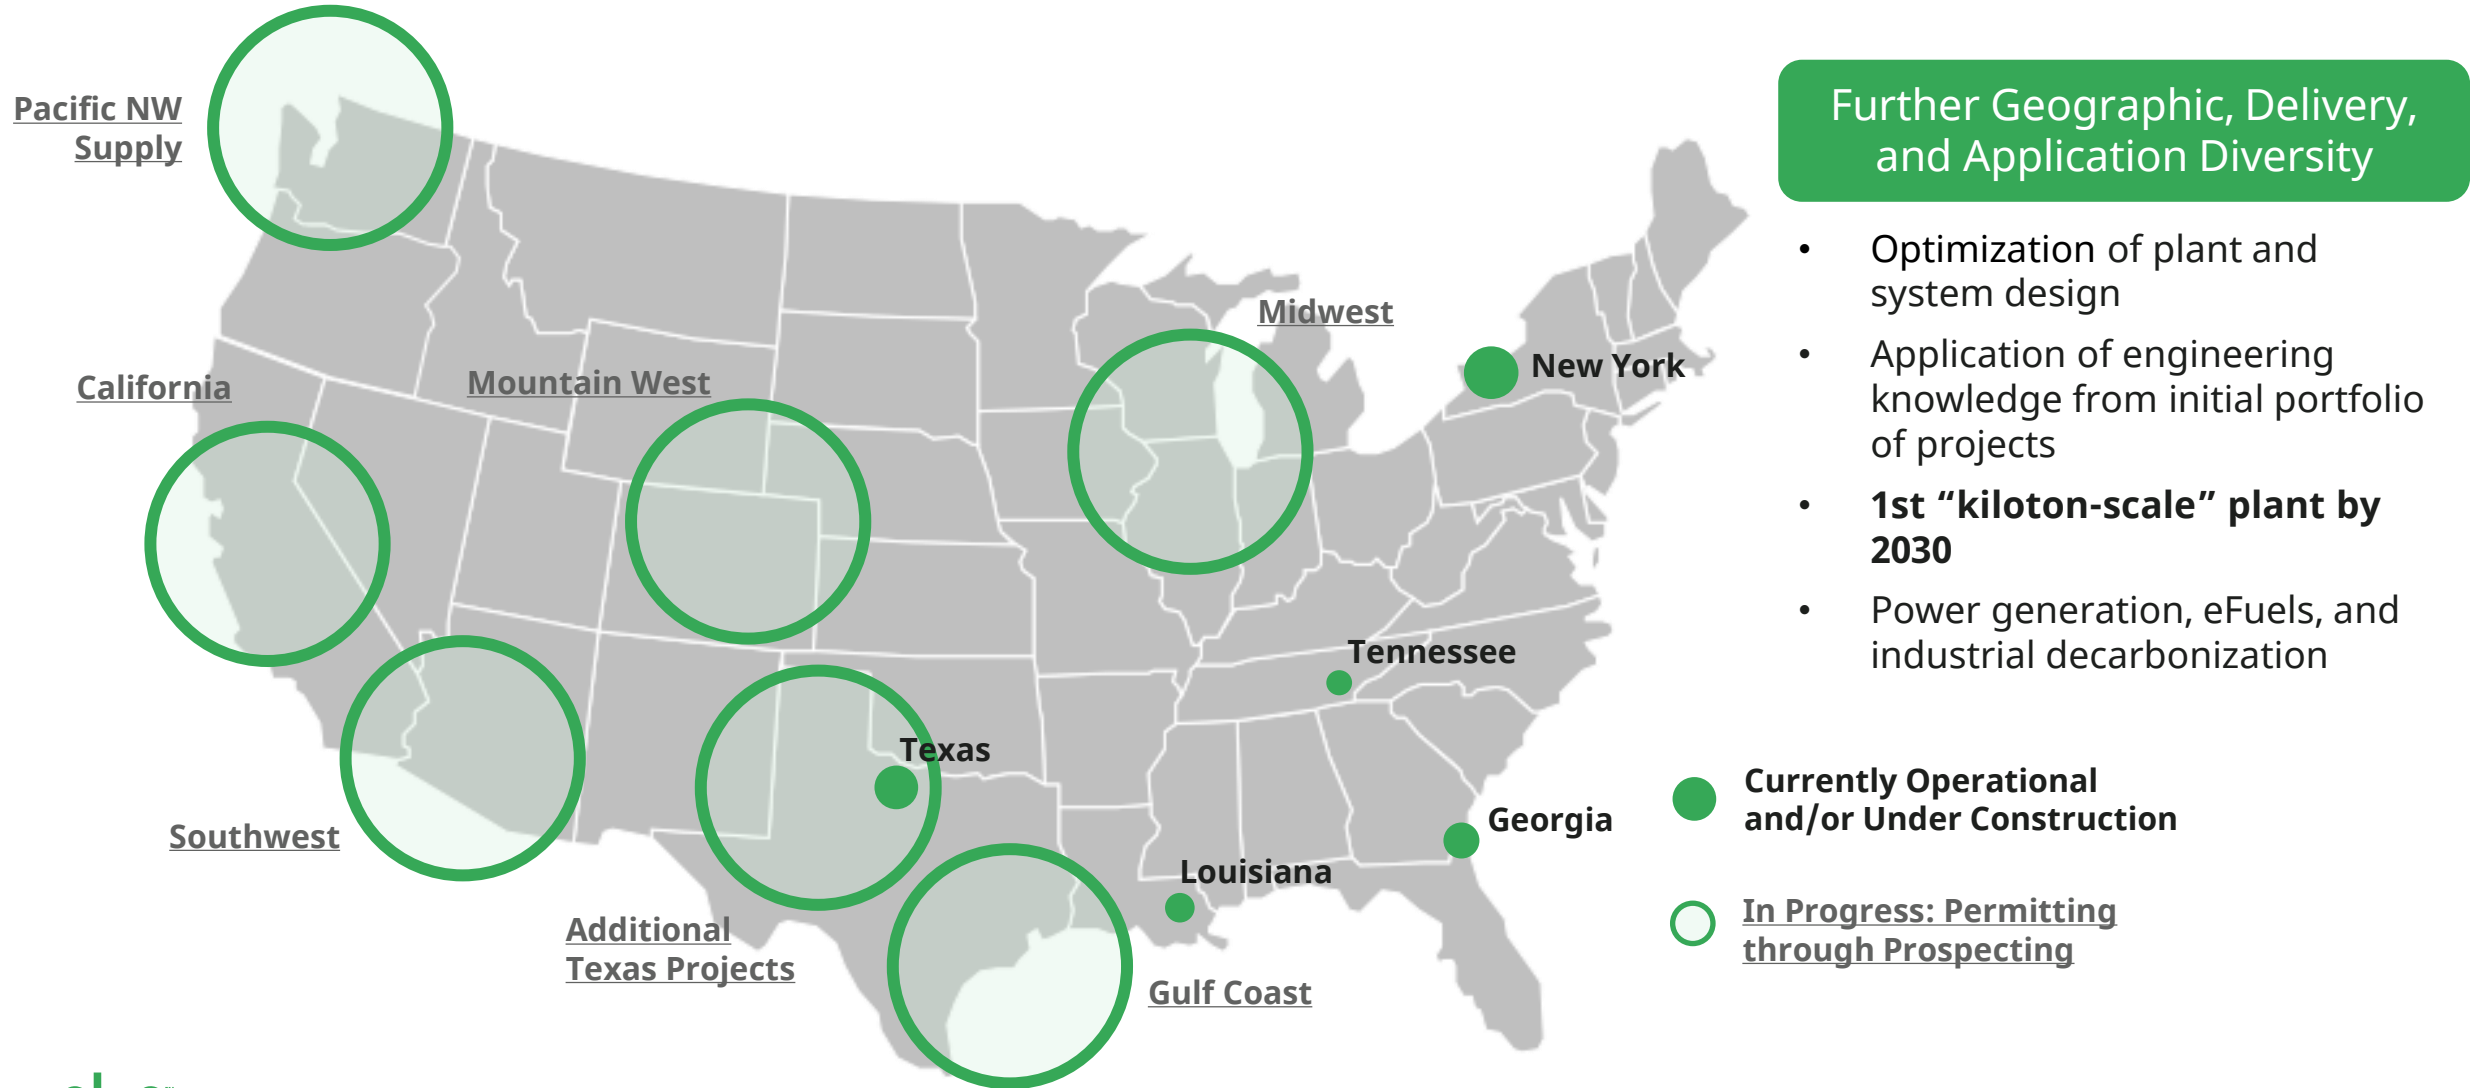 Pacific NW
Supply
Further Geographic, Delivery,
and Application Diversity
• Optimization of plant and
system design
• Application of engineering
knowledge from initial portfolio
of projects
• 1st “kiloton-scale” plant by
2030
• Power generation, eFuels, and
industrial decarbonization
Midwest
New York
California
Mountain West
Tennessee
Texas
Georgia
Southwest
Louisiana
Additional
Texas Projects
Gulf Coast
Currently Operational
and/or Under Construction
In Progress: Permitting
through Prospecting